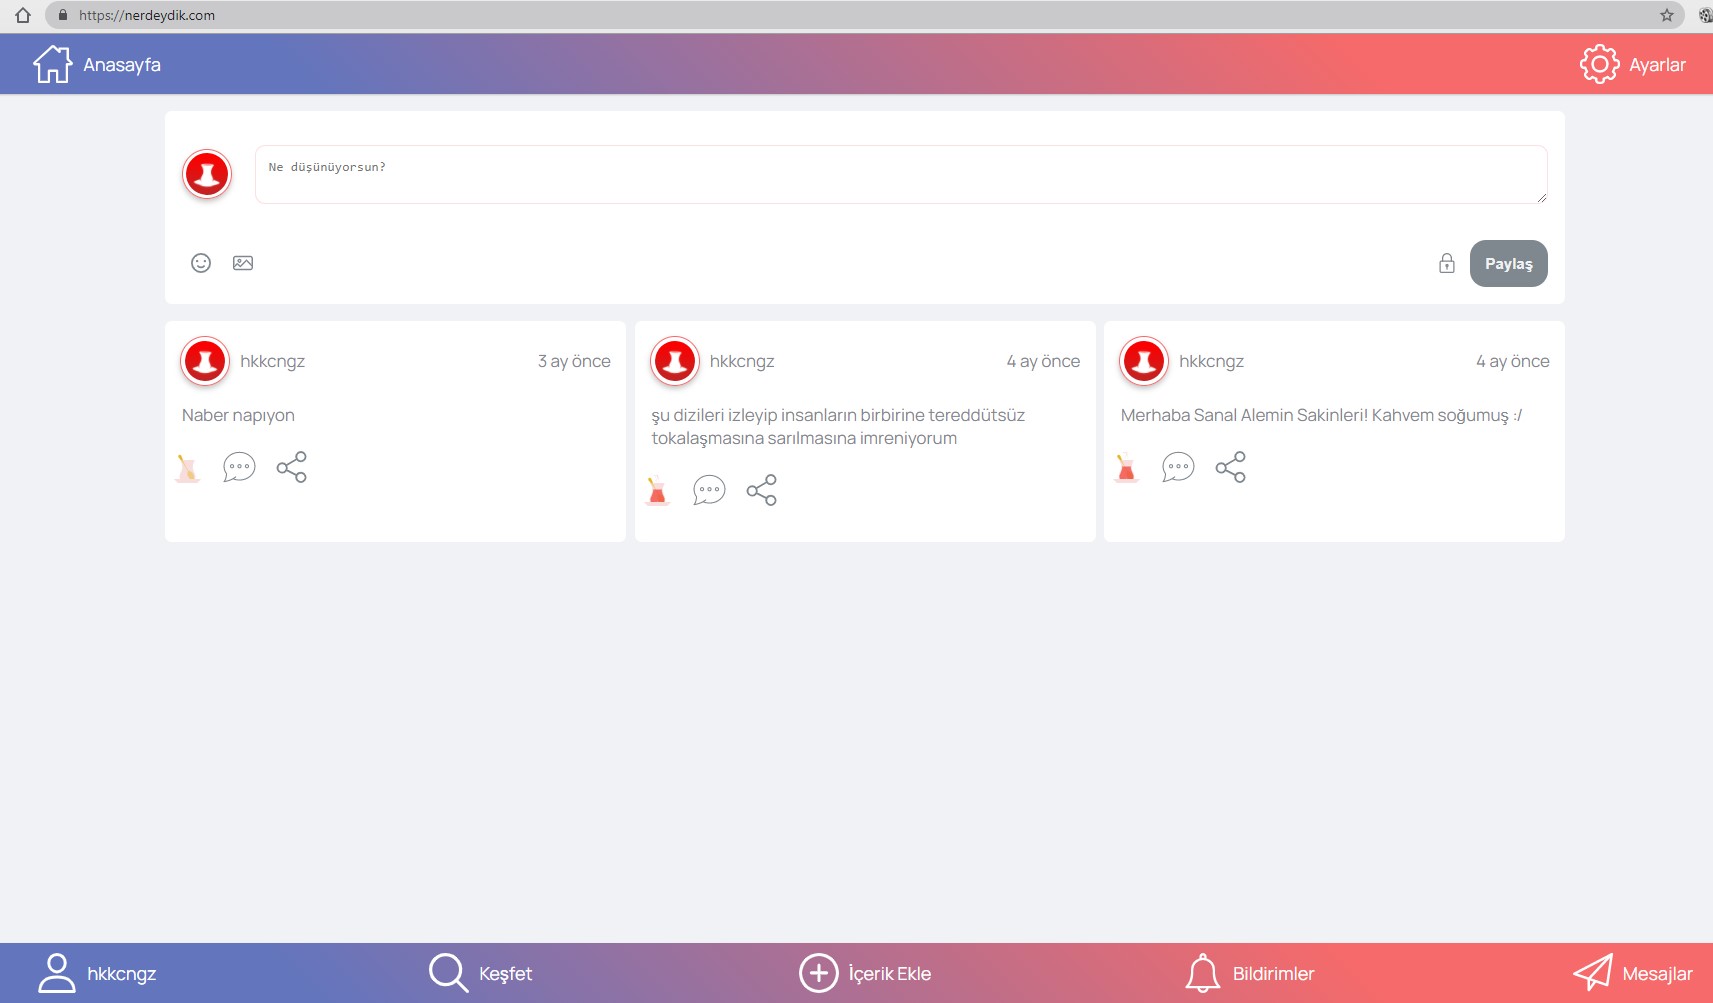 https://nerdeydik.com
Anasayfa
Ayarlar
Ne düşünüyorsun?
Paylaş
hkkcngz
3 ay önce
Naber napıyon
hkkcngz
4 ay önce
şu dizileri izleyip insanların birbirine tereddütsüz
tokalaşmasına sarılmasına imreniyorum
hkkcngz
4 ay önce
Merhaba Sanal Alemin Sakinleri! Kahvem soğumuş :/
hkkcngz
Keşfet
İçerik Ekle
Bildirimler
Mesajlar